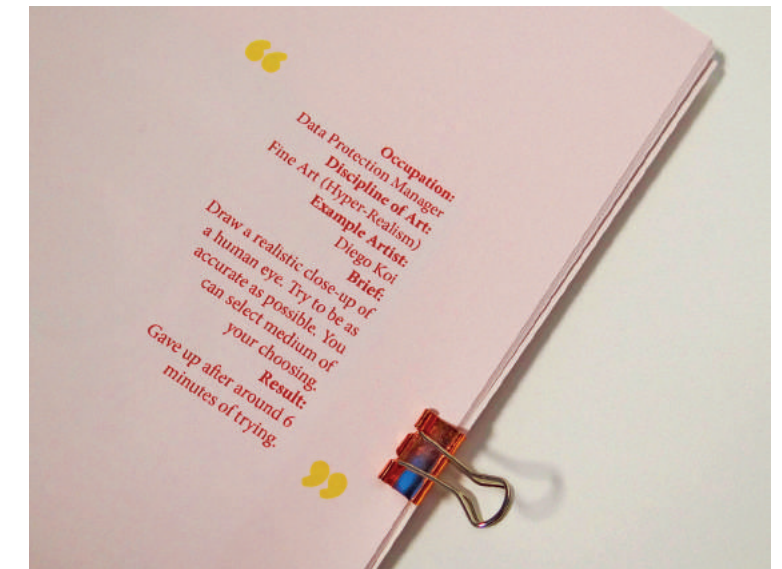 “
Occupation:
Data Protection Manager
Discipline of Art:
Fine Art (Hyper-Realism)
Example Artist:
Diego Koi
Brief:
Draw a realistic close-up of
a human eye. Try to be as
accurate as possible. You
can select medium of
your choosing.
Result:
Gave up after around 6
minutes of trying.
”